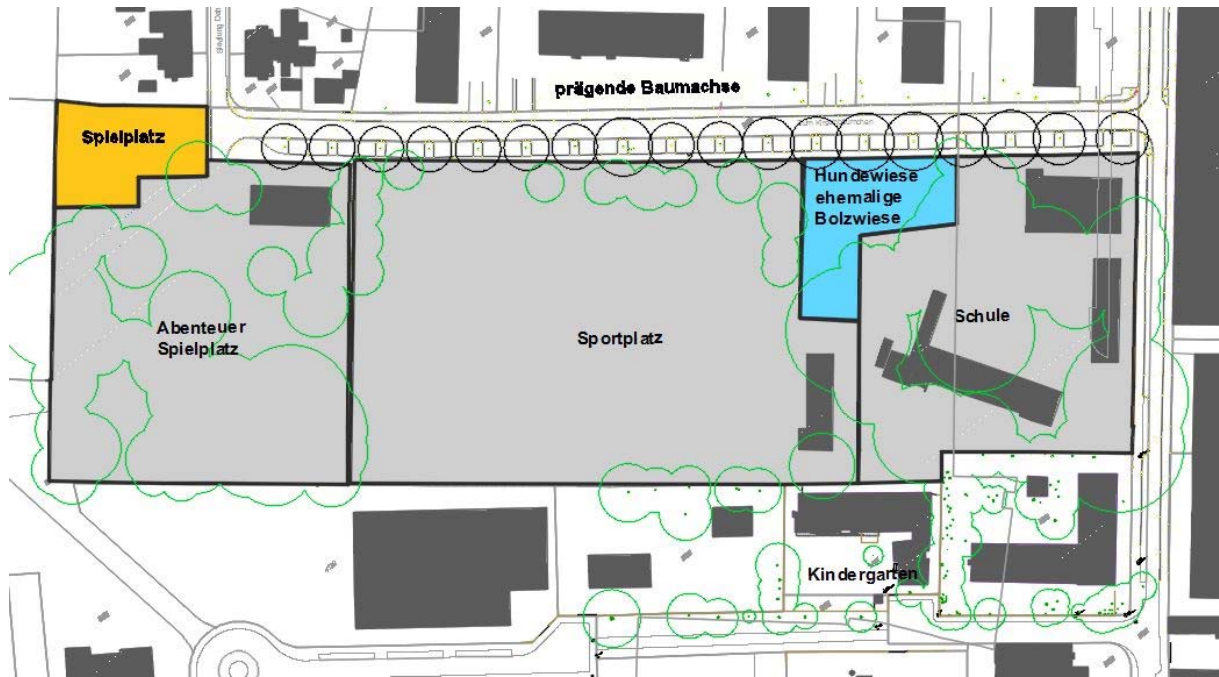 prägende Baumachse
Spielplatz
Hundewiese
ehemalige
Bolzwiese
Abenteuer
Spielplatz
Sportplatz
Schule
Kindergarten